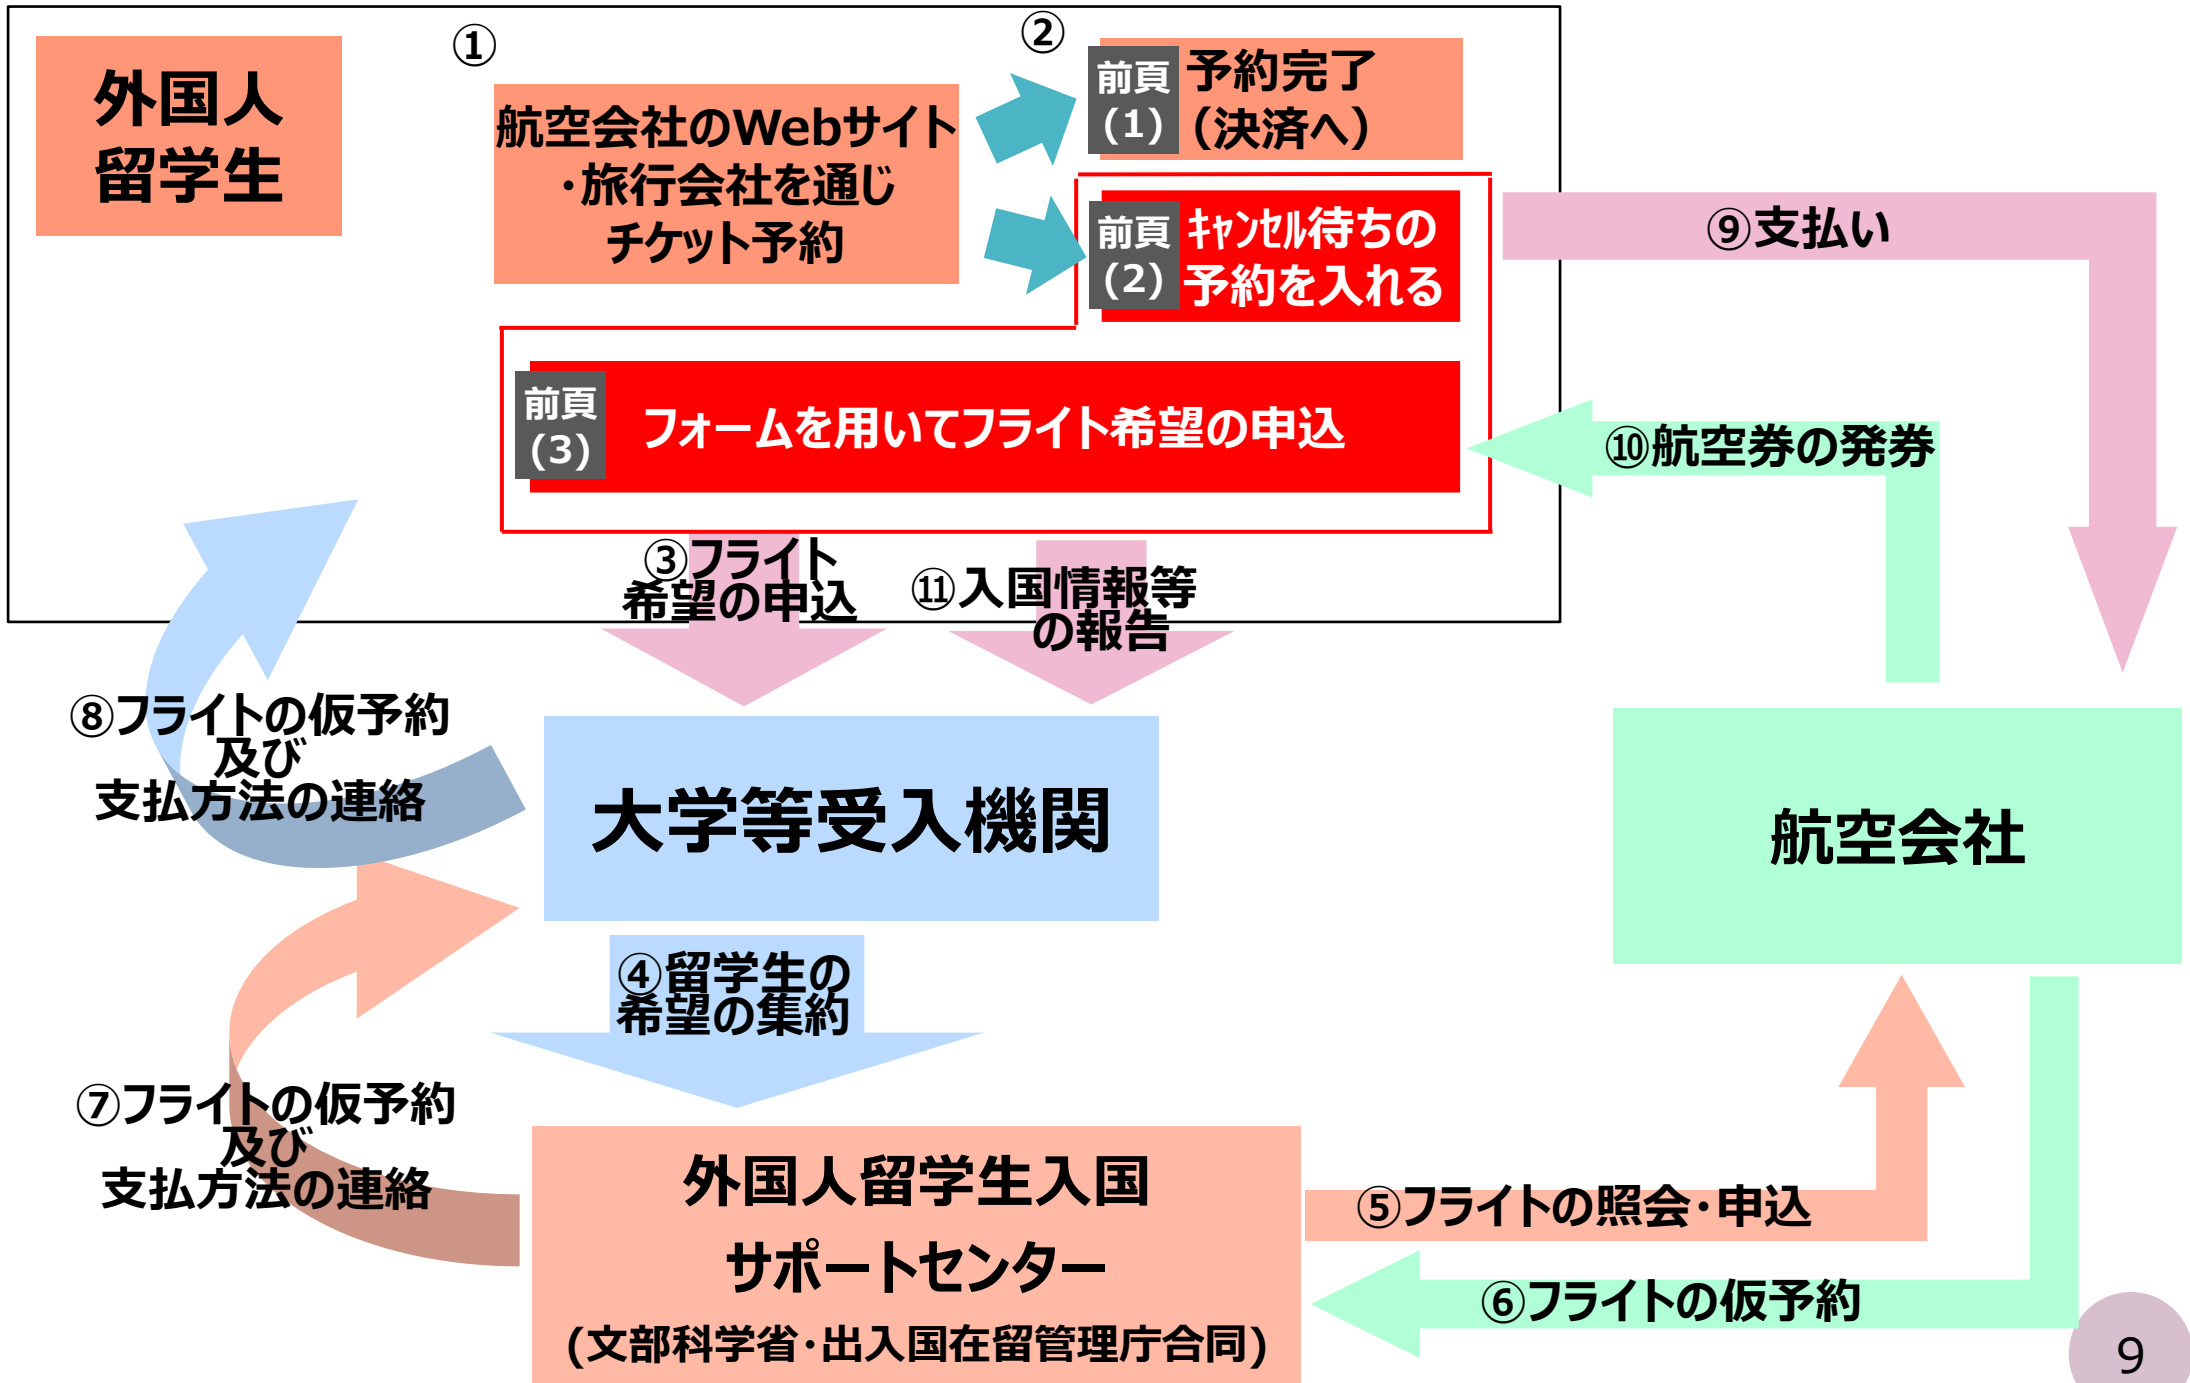 外国人
留学生
①
航空会社のWebサイト
・旅行会社を通じ
チケット予約
②
前頁
(1)
予約完了
(決済へ)
前頁
(2)
ｷｬﾝｾﾙ待ちの
予約を入れる
前頁
(3)
フォームを用いてフライト希望の申込
③フライト
希望の申込
⑪入国情報等
の報告
⑨支払い
⑩航空券の発券
⑧フライトの仮予約
及び
支払方法の連絡
大学等受入機関
航空会社
④留学生の
希望の集約
⑦フライトの仮予約
及び
支払方法の連絡
外国人留学生入国
サポートセンター
(文部科学省・出入国在留管理庁合同)
⑤フライトの照会・申込
⑥フライトの仮予約
9